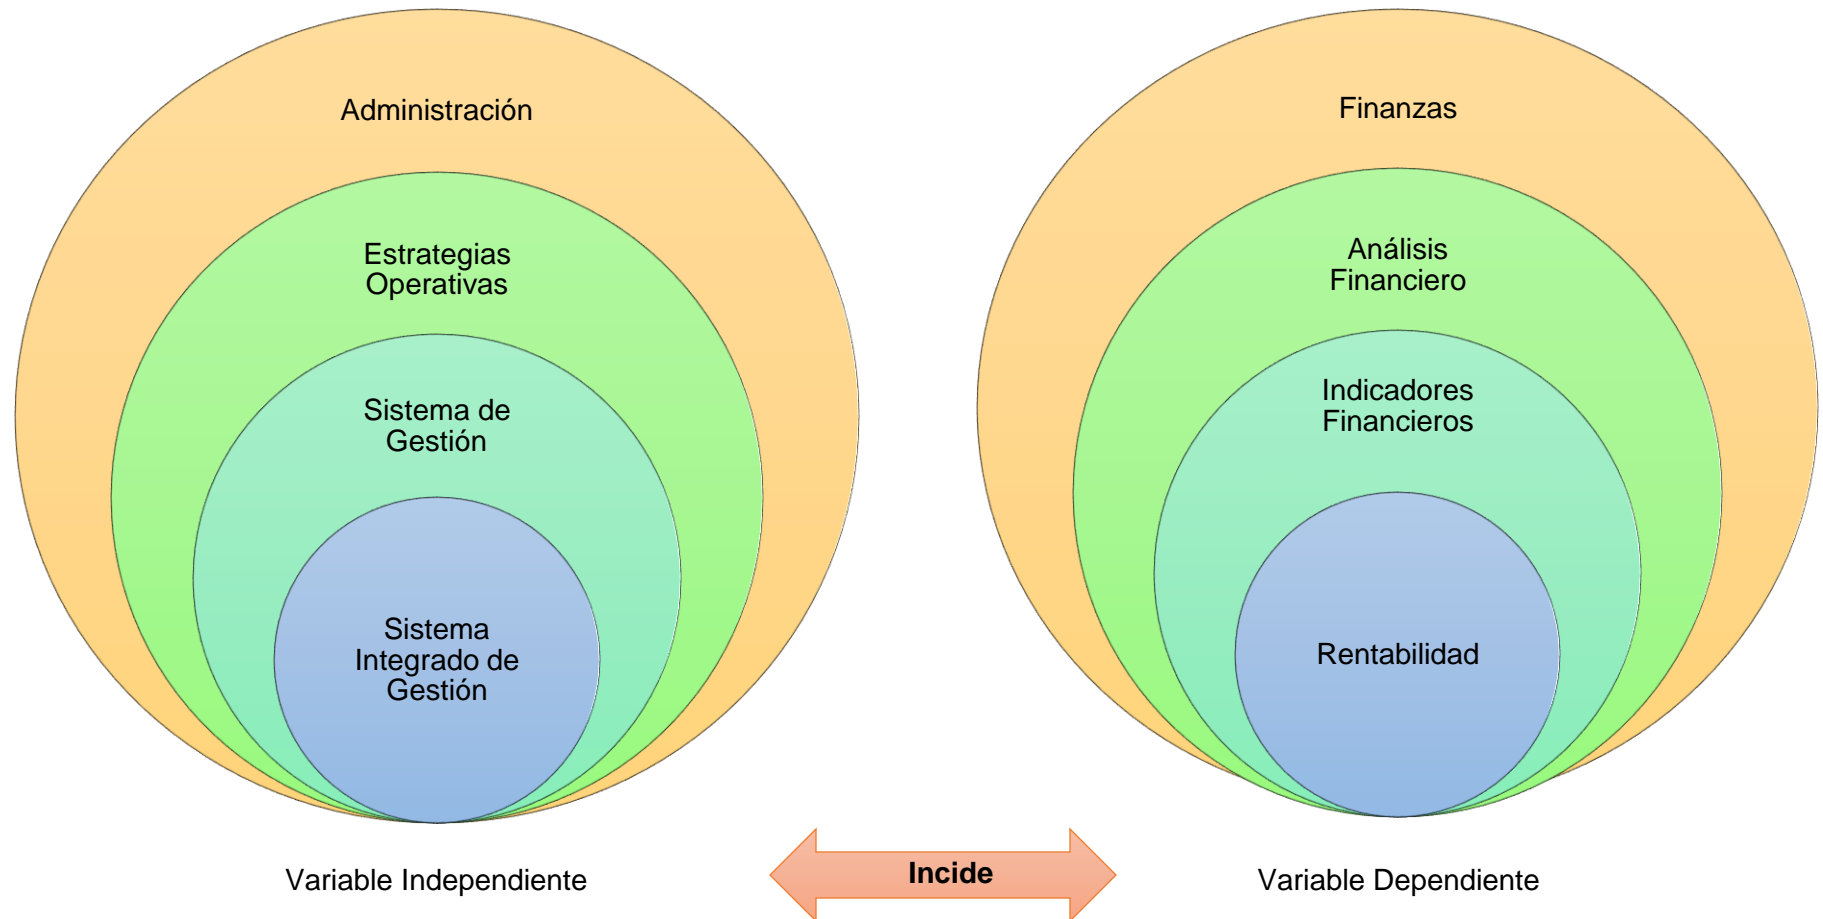 Administración
Estrategias
Operativas
Sistema de
Gestión
Sistema
Integrado de
Gestión
Variable Independiente
Incide
Finanzas
Análisis
Financiero
Indicadores
Financieros
Rentabilidad
Variable Dependiente